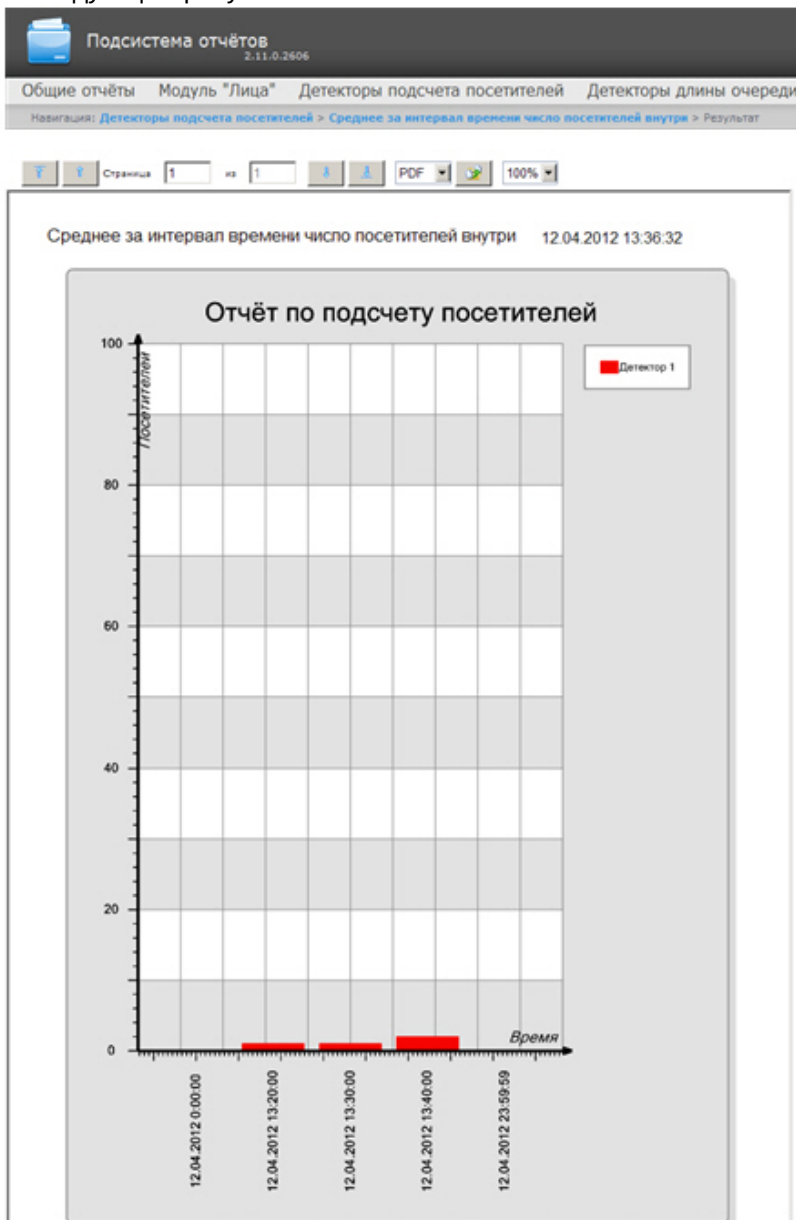 Подсистема отчётов
2.11.0.2606
Общие отчёты Модуль "Лица" Детекторы подсчета посетителей Детекторы длины очереди
Навигация: Детекторы подсчета посетителей > Среднее за интервал времени число посетителей внутри > Результат
Страница 1 из 1 PDF 100%
Среднее за интервал времени число посетителей внутри 12.04.2012 13:36:32
Отчёт по подсчету посетителей
Посетителей
100
80
60
40
20
0
Детектор 1
Время
12.04.2012 0:00:00
12.04.2012 13:20:00
12.04.2012 13:30:00
12.04.2012 13:40:00
12.04.2012 23:59:59